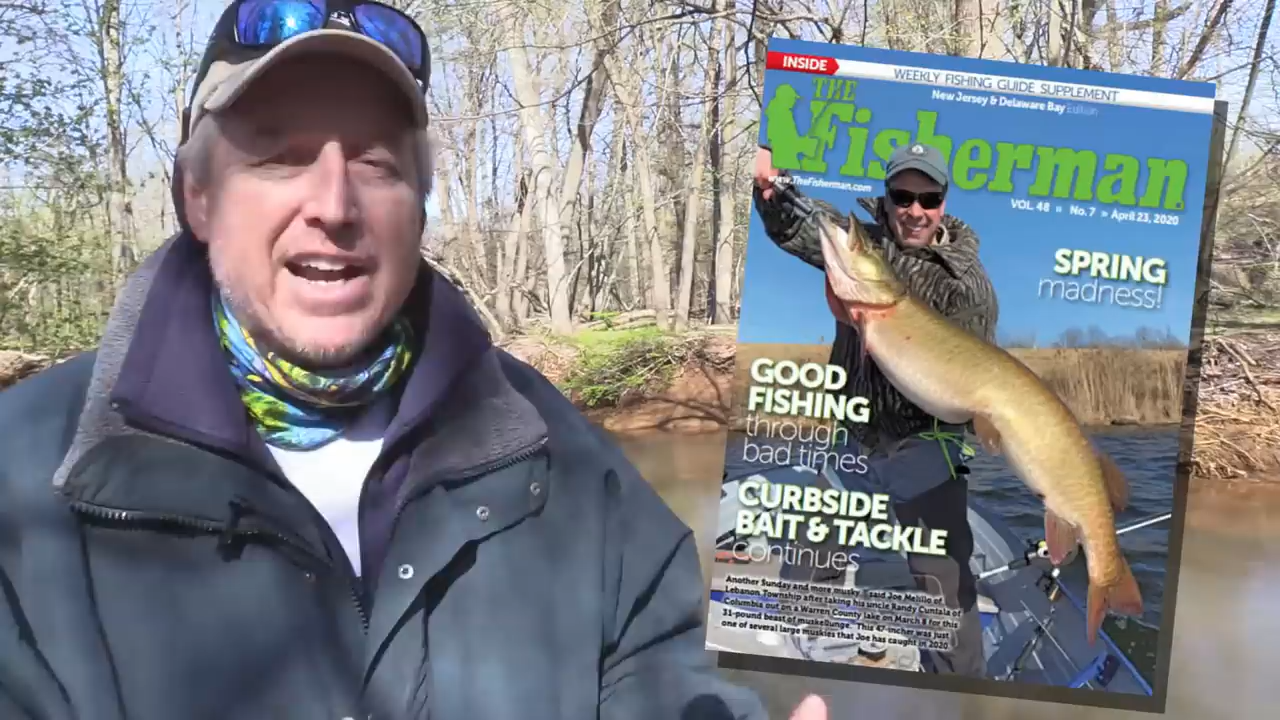 INSIDE
WEEKLY FISHING GUIDE SUPPLEMENT
New Jersey & Delaware Bay Edition
THE
Fisherman
www.TheFisherman.com
VOL. 48 » No. 7 » April 23, 2020
SPRING
madness!
GOOD
FISHING
through
bad times
CURBSIDE
BAIT & TACKLE
continues
Another Sunday and more musky," said Joe Melillo of
Lebanon Township after taking his uncle Randy Cuntala of
Columbia out on a Warren County lake on March 8 for this
31-pound beast of muskellunge. This 47-incher was just
one of several large muskies that Joe has caught in 2020